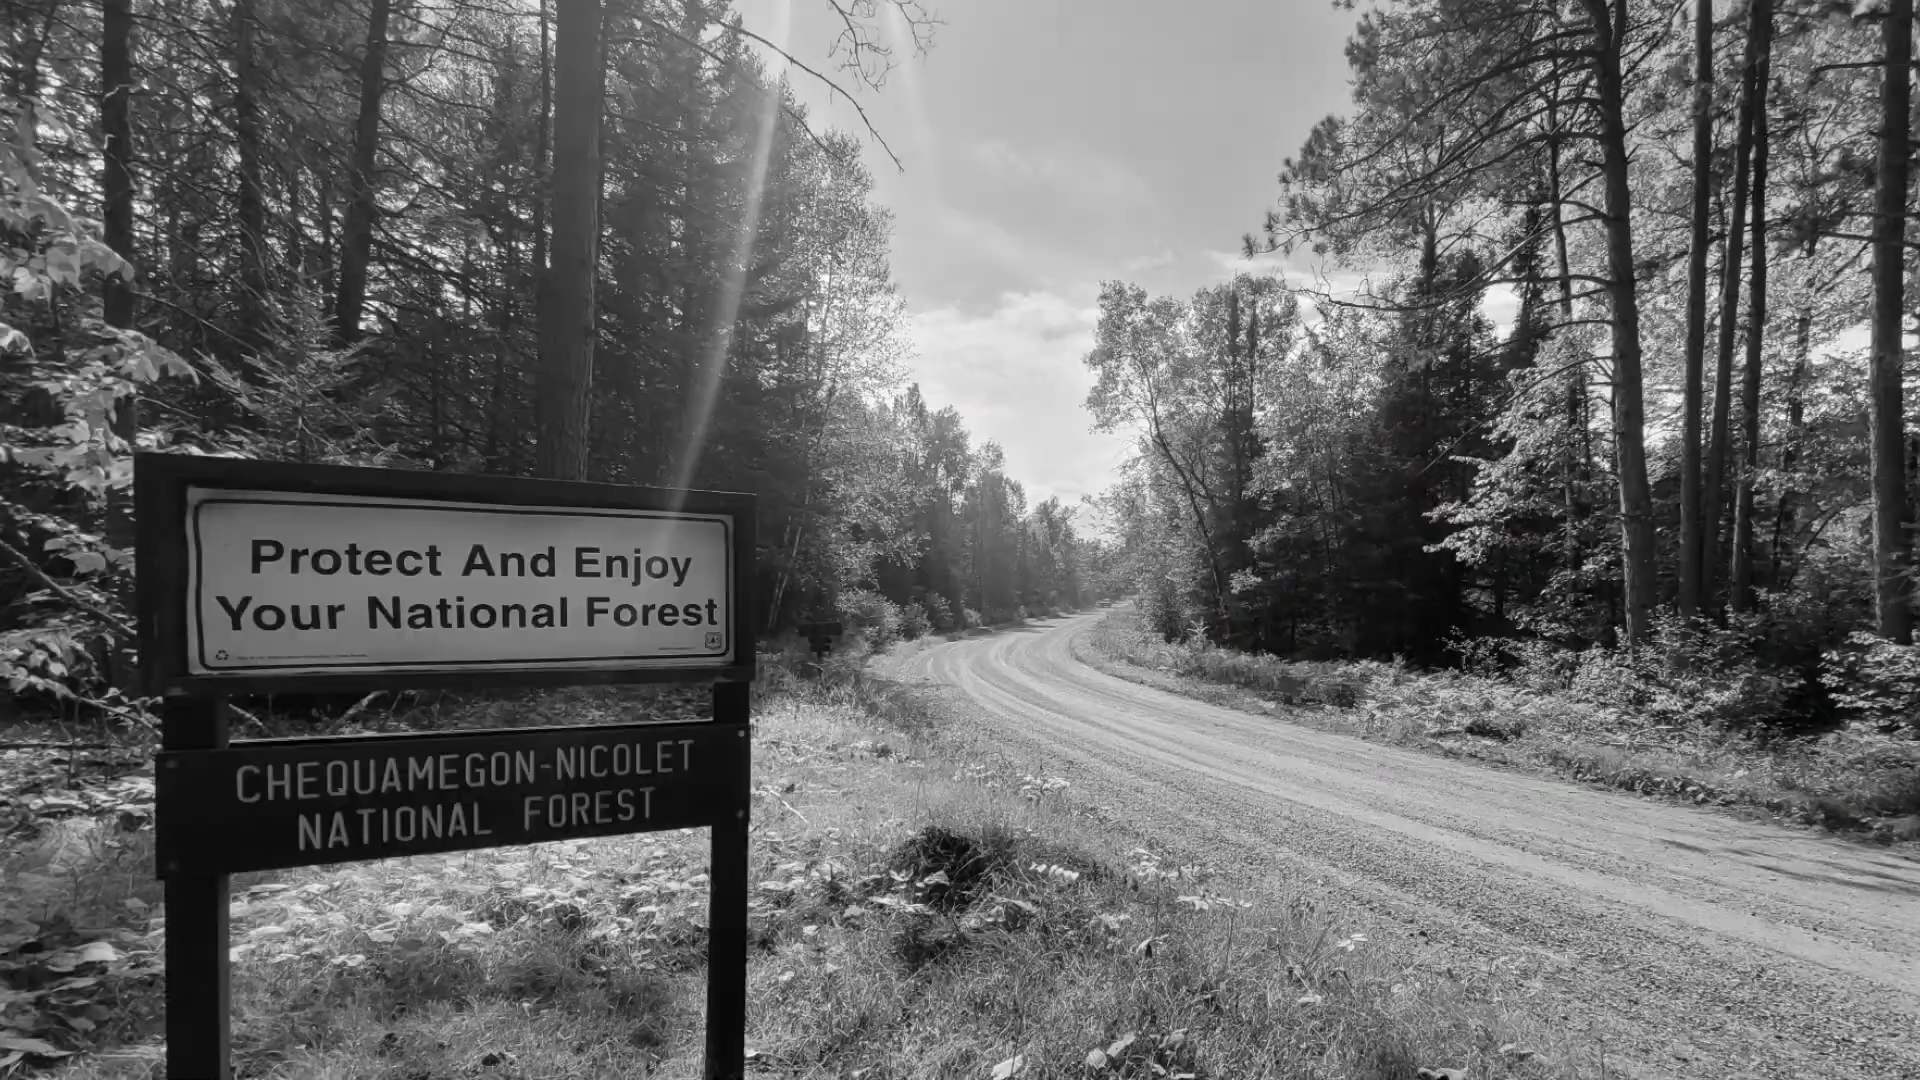 Protect And Enjoy
Your National Forest
CHEQUAMEGON-NICOLET
NATIONAL FOREST